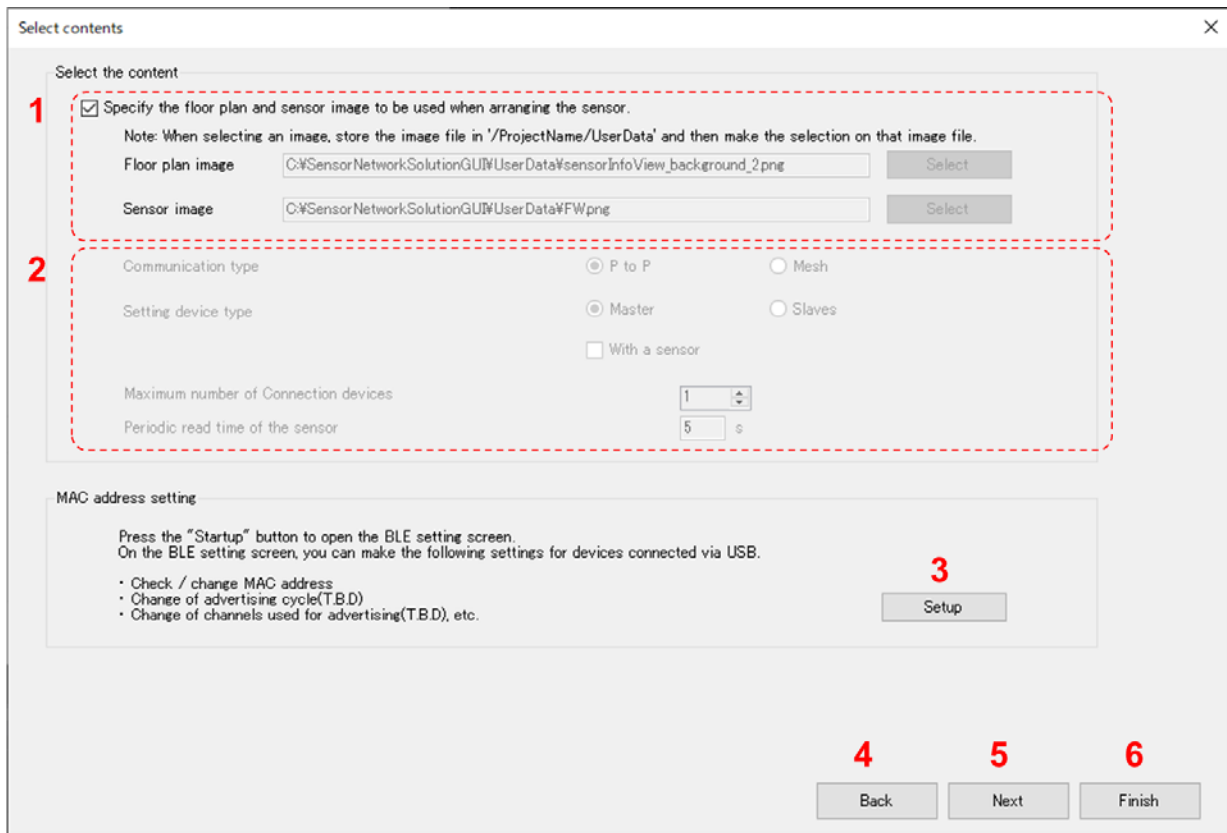 Select contents
Select the content
1
Specify the floor plan and sensor image to be used when arranging the sensor.
Note: When selecting an image, store the image file in '/ProjectName/UserData' and then make the selection on that image file.
Floor plan image C:¥SensorNetworkSolutionGUI¥UserData¥sensorInfoView_background_2.png Select
Sensor image C:¥SensorNetworkSolutionGUI¥UserData¥FW.png Select
2
Communication type P to P Mesh
Setting device type Master Slaves
With a sensor
Maximum number of Connection devices 1
Periodic read time of the sensor 5 s
MAC address setting
Press the "Startup" button to open the BLE setting screen.
On the BLE setting screen, you can make the following settings for devices connected via USB.
・Check / change MAC address
・Change of advertising cycle(T.B.D)
・Change of channels used for advertising(T.B.D), etc.
3
Setup
4 5 6
Back Next Finish